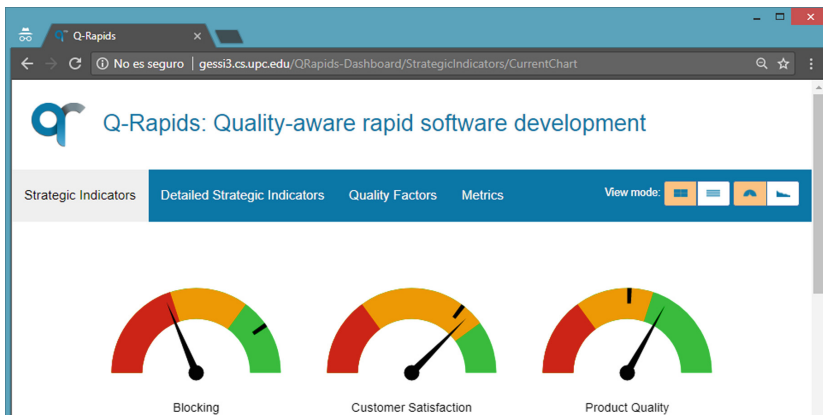 Q-Rapids
No es seguro | gessi3.cs.upc.edu/QRapids-Dashboard/StrategicIndicators/CurrentChart
qr Q-Rapids: Quality-aware rapid software development
Strategic Indicators Detailed Strategic Indicators Quality Factors Metrics View mode:
Blocking Customer Satisfaction Product Quality